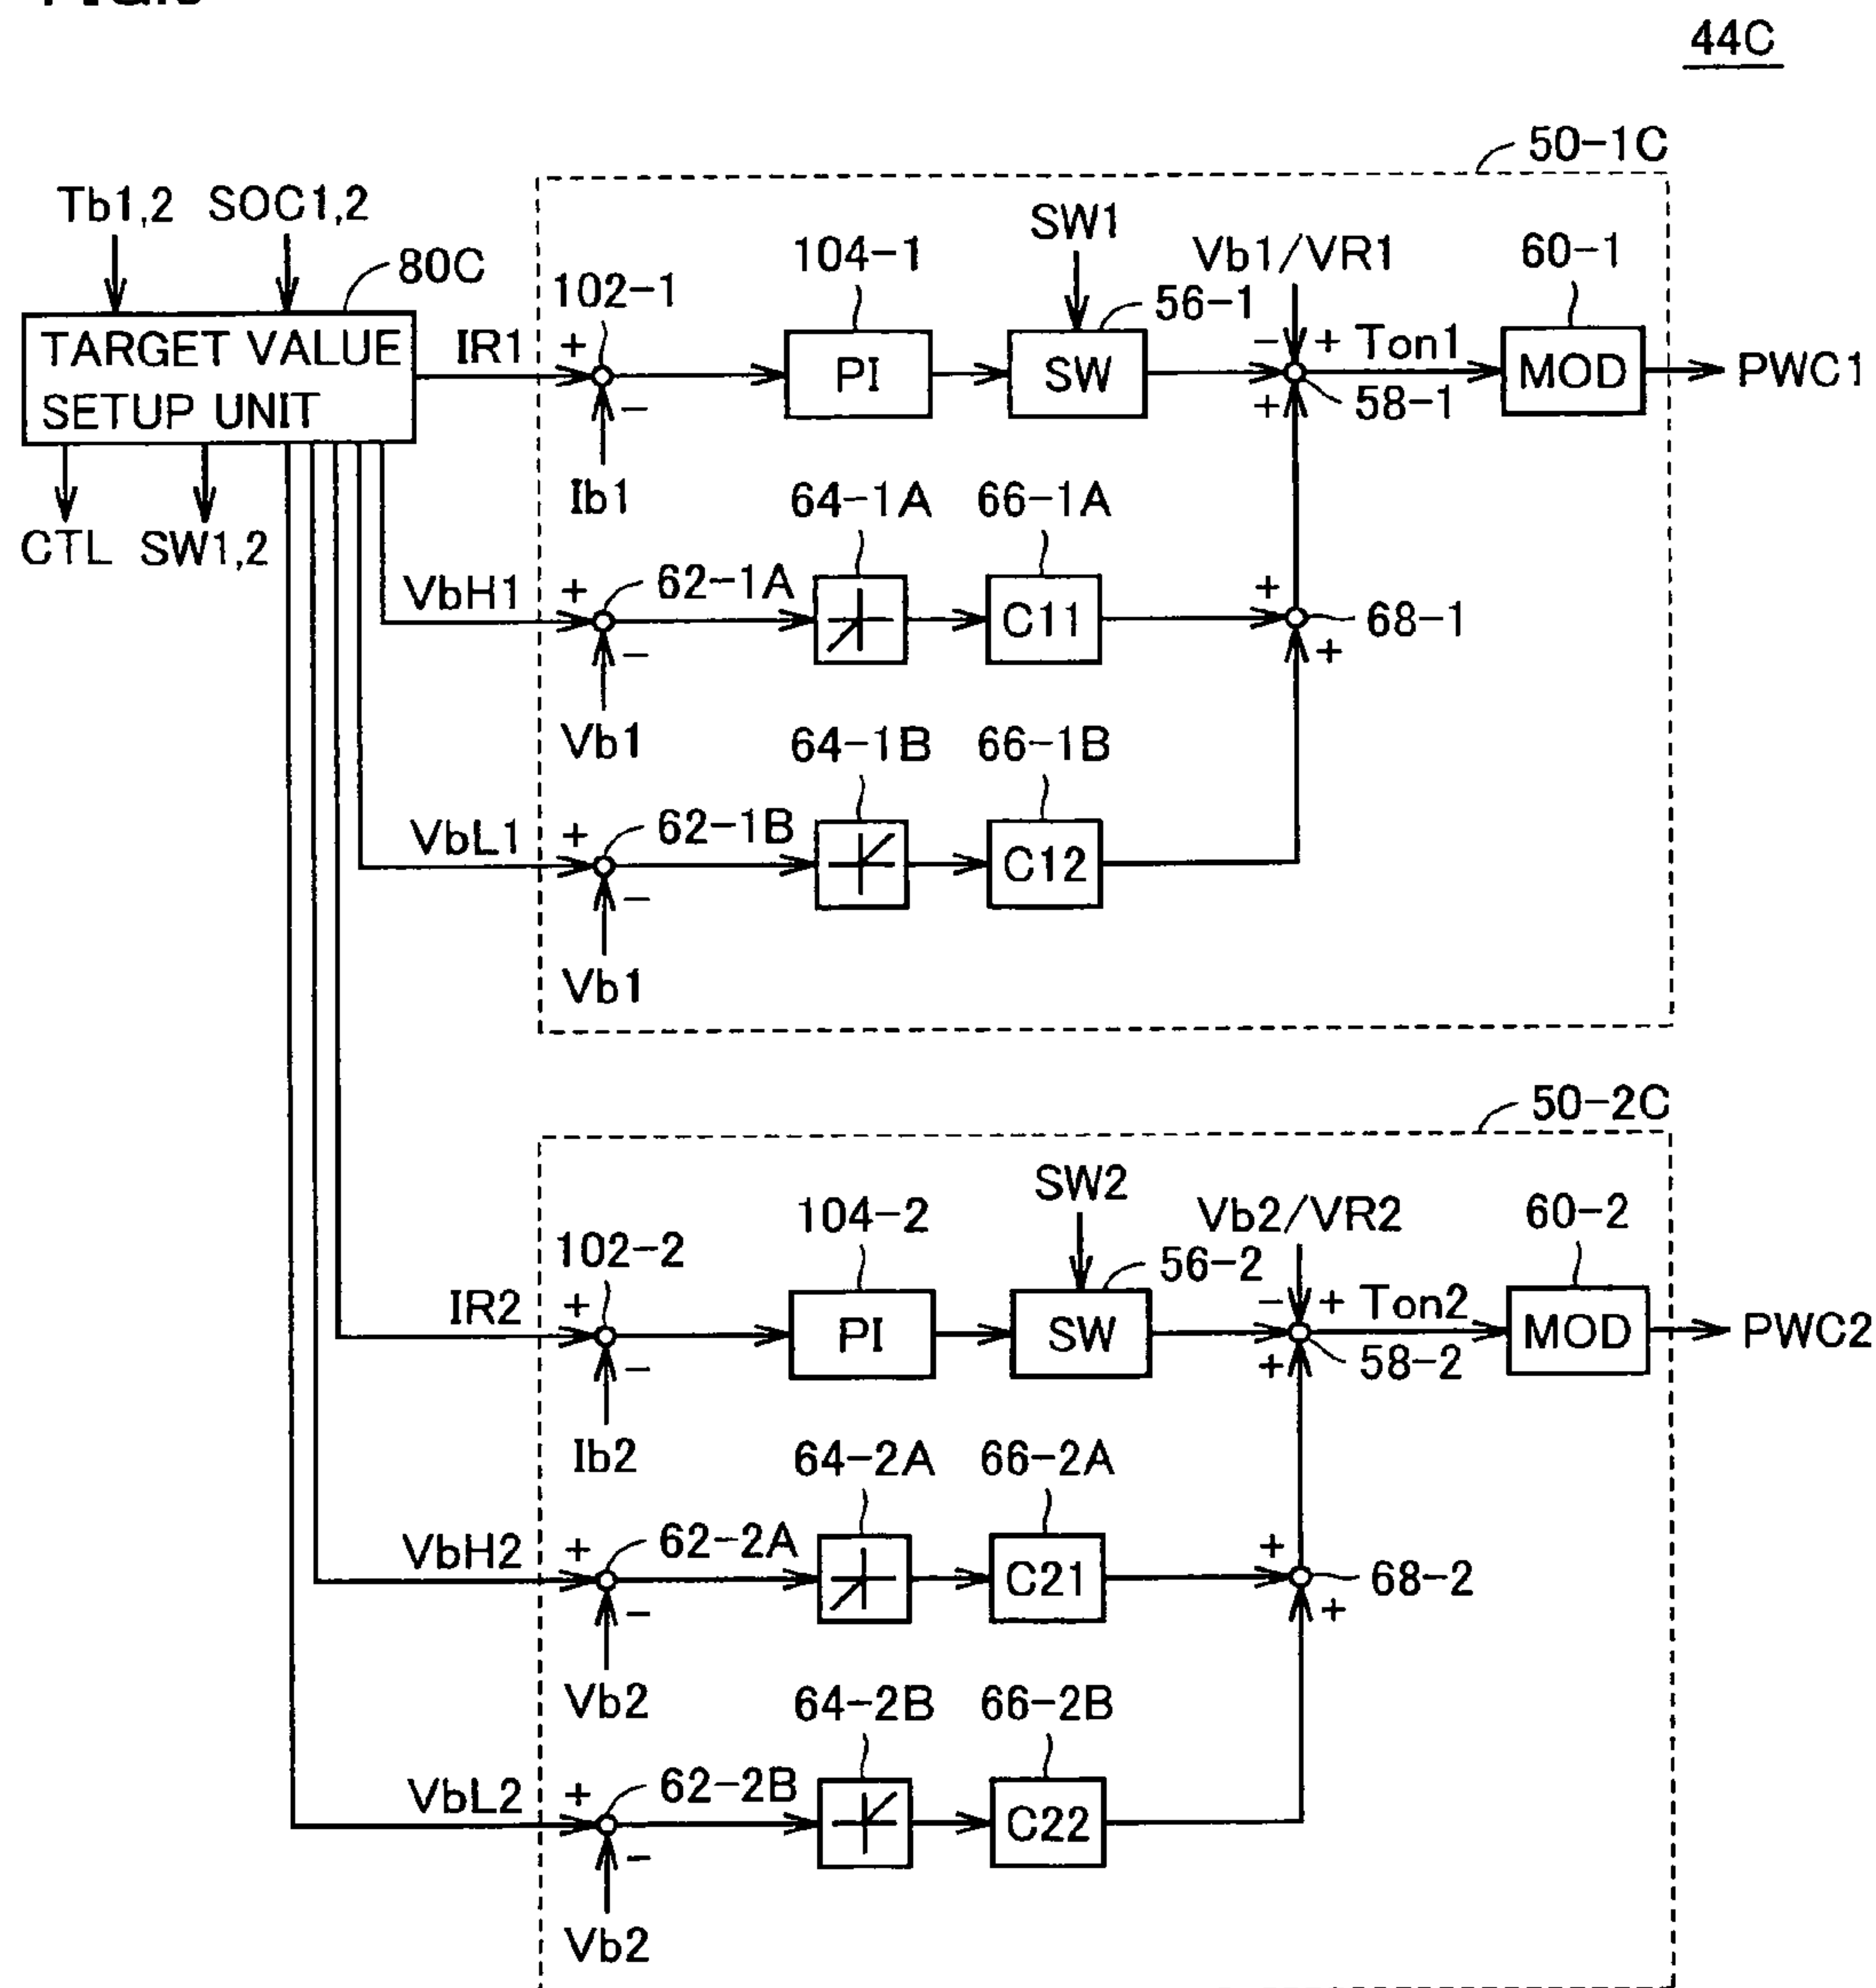 44C
50-1C
Tb1,2 SOC1,2
80C
TARGET VALUE
SETUP UNIT
CTL SW1,2
IR1
+
102-1
-
Ib1
104-1
PI
SW1
56-1
SW
Vb1/VR1
- + Ton1
+
58-1
60-1
MOD
PWC1
VbH1
+
62-1A
-
Vb1
64-1A
66-1A
C11
+
68-1
+
VbL1
+
62-1B
-
Vb1
64-1B
66-1B
C12
50-2C
IR2
+
102-2
-
Ib2
104-2
PI
SW2
56-2
SW
Vb2/VR2
- + Ton2
+
58-2
60-2
MOD
PWC2
VbH2
+
62-2A
-
Vb2
64-2A
66-2A
C21
+
68-2
+
VbL2
+
62-2B
-
Vb2
64-2B
66-2B
C22